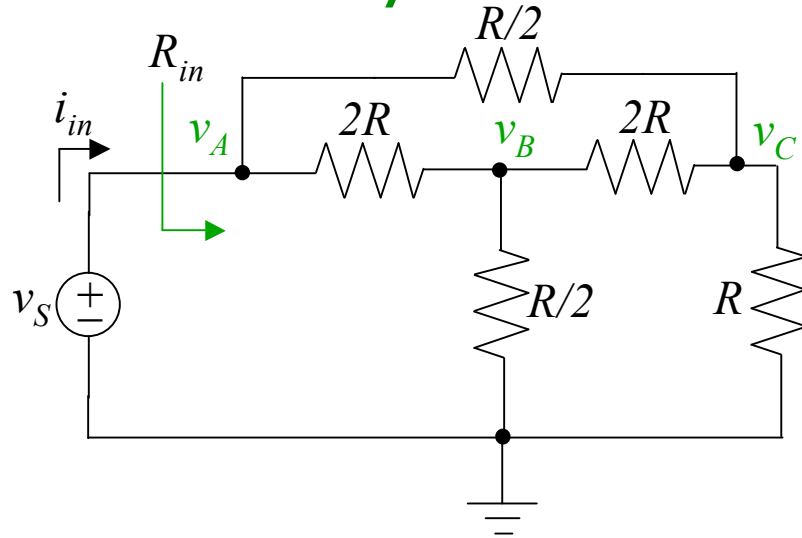 R/2
R_in
i_in
v_A
2R
v_B
2R
v_C
v_S
+
−
R/2
R